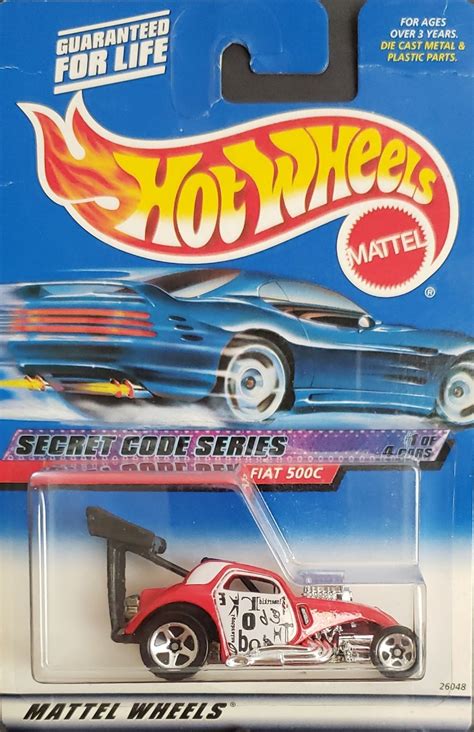 GUARANTEED
FOR LIFE
FOR AGES
OVER 3 YEARS.
DIE CAST METAL &
PLASTIC PARTS.
HOT WHEELS
MATTEL
®
SECRET CODE SERIES
1 OF
4 CARS
FIAT 500C
26048
MATTEL WHEELS®